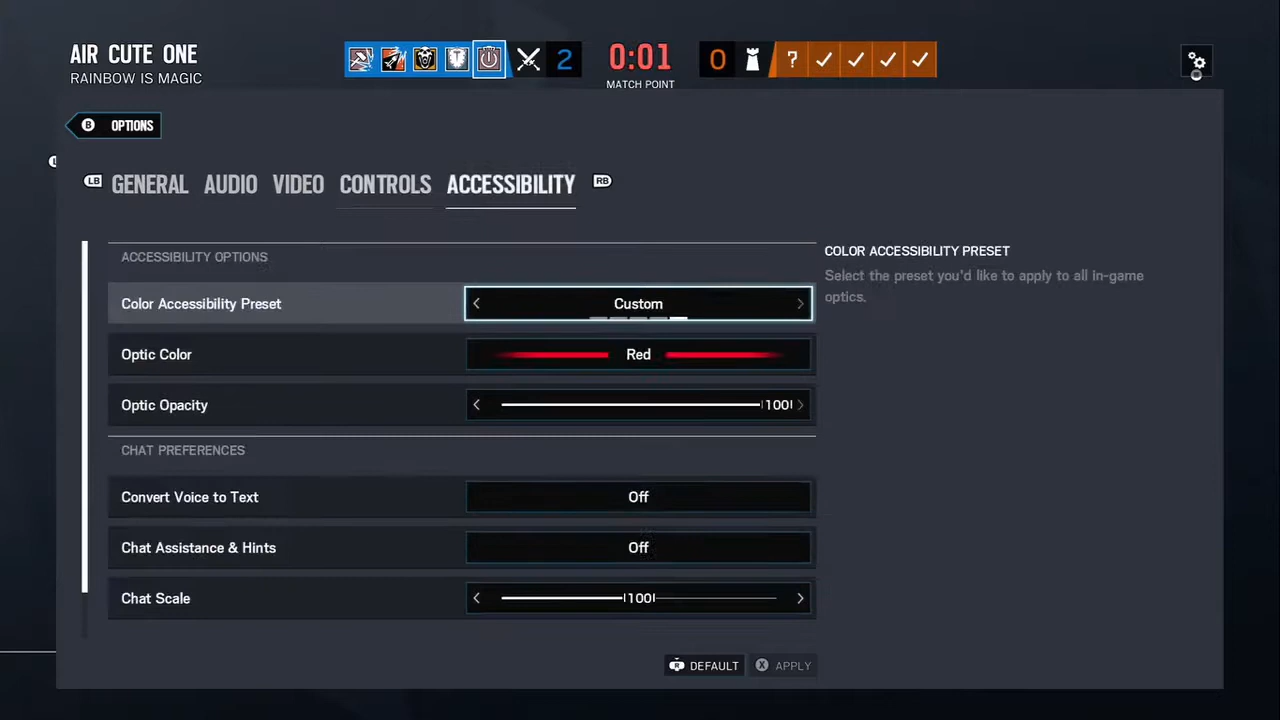 AIR CUTE ONE
RAINBOW IS MAGIC
2
0:01
MATCH POINT
0
?
B OPTIONS
LB GENERAL AUDIO VIDEO CONTROLS ACCESSIBILITY RB
ACCESSIBILITY OPTIONS
Color Accessibility Preset
Custom
Optic Color
Red
Optic Opacity
100
CHAT PREFERENCES
Convert Voice to Text
Off
Chat Assistance & Hints
Off
Chat Scale
100
COLOR ACCESSIBILITY PRESET
Select the preset you'd like to apply to all in-game
optics.
R DEFAULT
X APPLY